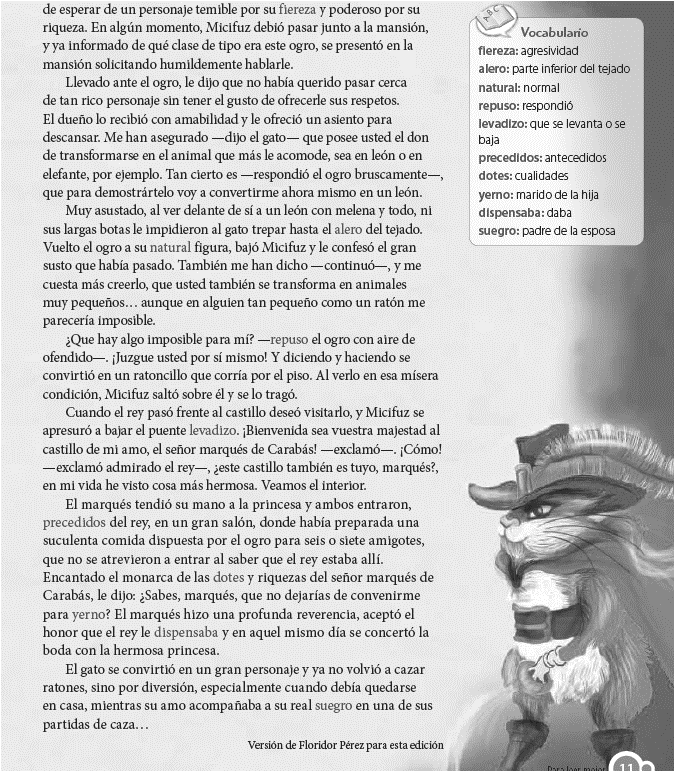 de esperar de un personaje temible por su fiereza y poderoso por su
riqueza. En algún momento, Micifuz debió pasar junto a la mansión,
y ya informado de qué clase de tipo era este ogro, se presentó en la
mansión solicitando humildemente hablarle.
Llevado ante el ogro, le dijo que no había querido pasar cerca
de tan rico personaje sin tener el gusto de ofrecerle sus respetos.
El dueño lo recibió con amabilidad y le ofreció un asiento para
descansar. Me han asegurado —dijo el gato— que posee usted el don
de transformarse en el animal que más le acomode, sea en león o en
elefante, por ejemplo. Tan cierto es —respondió el ogro bruscamente—,
que para demostrártelo voy a convertirme ahora mismo en un león.
Muy asustado, al ver delante de sí a un león con melena y todo, ni
sus largas botas le impidieron al gato trepar hasta el alero del tejado.
Vuelto el ogro a su natural figura, bajó Micifuz y le confesó el gran
susto que había pasado. También me han dicho —continuó—, y me
cuesta más creerlo, que usted también se transforma en animales
muy pequeños… aunque en alguien tan pequeño como un ratón me
parecería imposible.
¿Que hay algo imposible para mí? —repuso el ogro con aire de
ofendido—. ¡Juzgue usted por sí mismo! Y diciendo y haciendo se
convirtió en un ratoncillo que corría por el piso. Al verlo en esa mísera
condición, Micifuz saltó sobre él y se lo tragó.
Cuando el rey pasó frente al castillo deseó visitarlo, y Micifuz se
apresuró a bajar el puente levadizo. ¡Bienvenida sea vuestra majestad al
castillo de mi amo, el señor marqués de Carabás! —exclamó—. ¡Cómo!
—exclamó admirado el rey—, ¿este castillo también es tuyo, marqués?,
en mi vida he visto cosa más hermosa. Veamos el interior.
El marqués tendió su mano a la princesa y ambos entraron,
precedidos del rey, en un gran salón, donde había preparada una
suculenta comida dispuesta por el ogro para seis o siete amigotes,
que no se atrevieron a entrar al saber que el rey estaba allí.
Encantado el monarca de las dotes y riquezas del señor marqués de
Carabás, le dijo: ¿Sabes, marqués, que no dejarías de convenirme
para yerno? El marqués hizo una profunda reverencia, aceptó el
honor que el rey le dispensaba y en aquel mismo día se concertó la
boda con la hermosa princesa.
El gato se convirtió en un gran personaje y ya no volvió a cazar
ratones, sino por diversión, especialmente cuando debía quedarse
en casa, mientras su amo acompañaba a su real suegro en una de sus
partidas de caza…
Versión de Floridor Pérez para esta edición
ABC
Vocabulario
fiereza: agresividad
alero: parte inferior del tejado
natural: normal
repuso: respondió
levadizo: que se levanta o se
baja
precedidos: antecedidos
dotes: cualidades
yerno: marido de la hija
dispensaba: daba
suegro: padre de la esposa
Para leer mejor
11